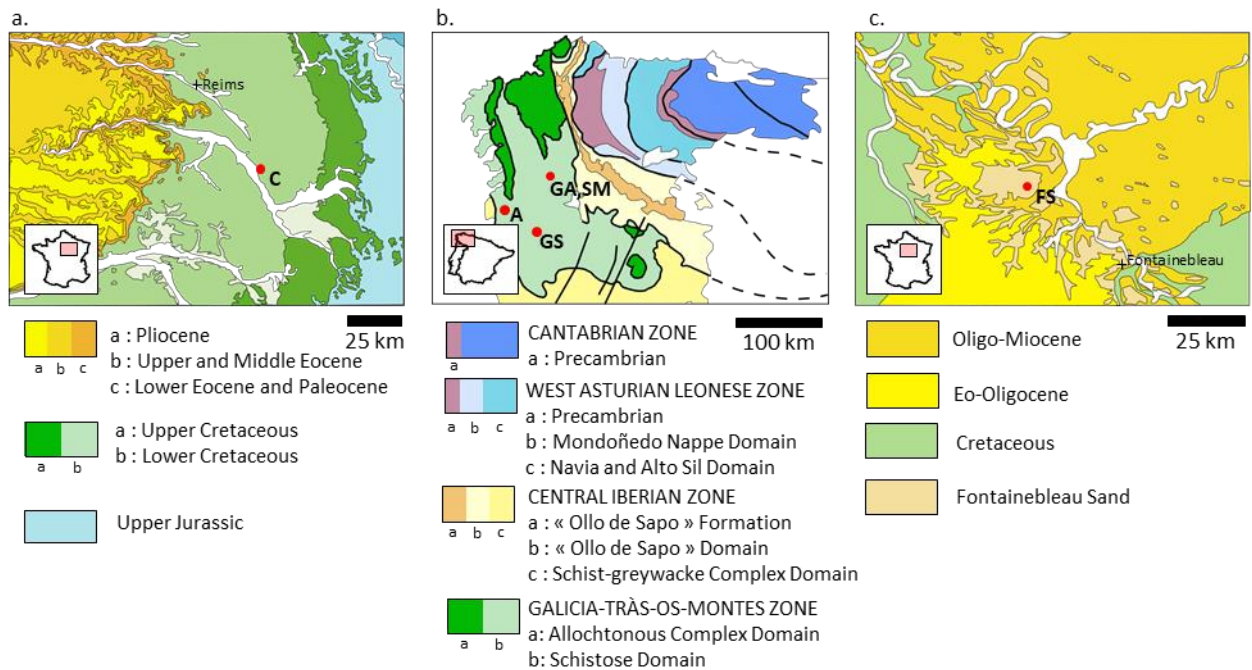 a.
Reims
C
25 km
a : Pliocene
b : Upper and Middle Eocene
c : Lower Eocene and Paleocene
a b c
a : Upper Cretaceous
b : Lower Cretaceous
a b
Upper Jurassic
b.
GA,SM
A
GS
100 km
CANTABRIAN ZONE
a : Precambrian
a
WEST ASTURIAN LEONESE ZONE
a : Precambrian
b : Mondoñedo Nappe Domain
c : Navia and Alto Sil Domain
a b c
CENTRAL IBERIAN ZONE
a : « Ollo de Sapo » Formation
b : « Ollo de Sapo » Domain
c : Schist-greywacke Complex Domain
a b c
GALICIA-TRÀS-OS-MONTES ZONE
a: Allochtonous Complex Domain
b: Schistose Domain
a b
c.
FS
Fontainebleau
25 km
Oligo-Miocene
Eo-Oligocene
Cretaceous
Fontainebleau Sand